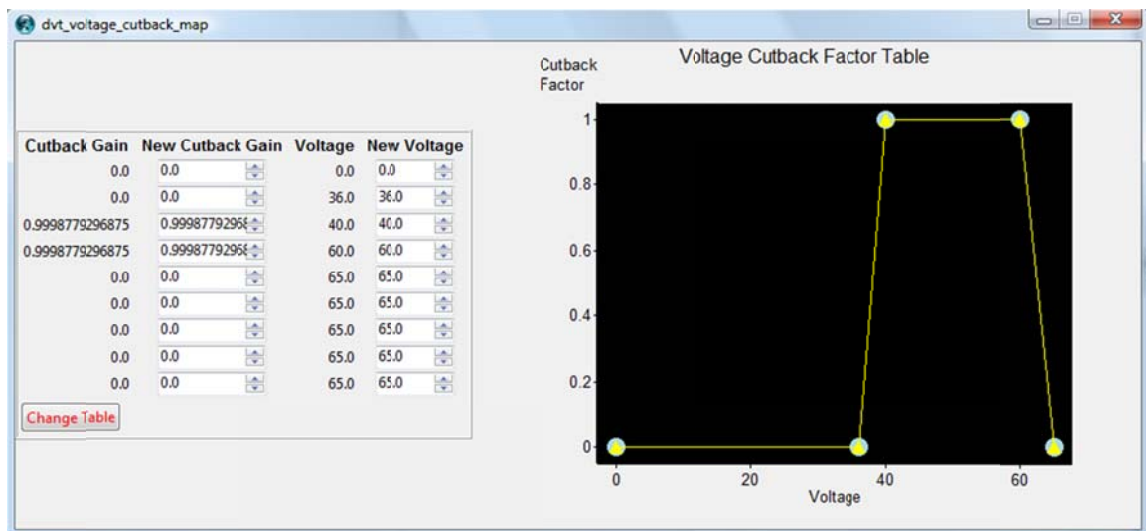 dvt_voltage_cutback_map
Cutback Gain New Cutback Gain Voltage New Voltage
0.0 0.0 0.0 0.0
0.0 0.0 36.0 36.0
0.9998779296875 0.9998779296 40.0 40.0
0.9998779296875 0.9998779296 60.0 60.0
0.0 0.0 65.0 65.0
0.0 0.0 65.0 65.0
0.0 0.0 65.0 65.0
0.0 0.0 65.0 65.0
0.0 0.0 65.0 65.0
Change Table
Voltage Cutback Factor Table
Cutback
Factor
1
0.8
0.6
0.4
0.2
0
0 20 40 60
Voltage